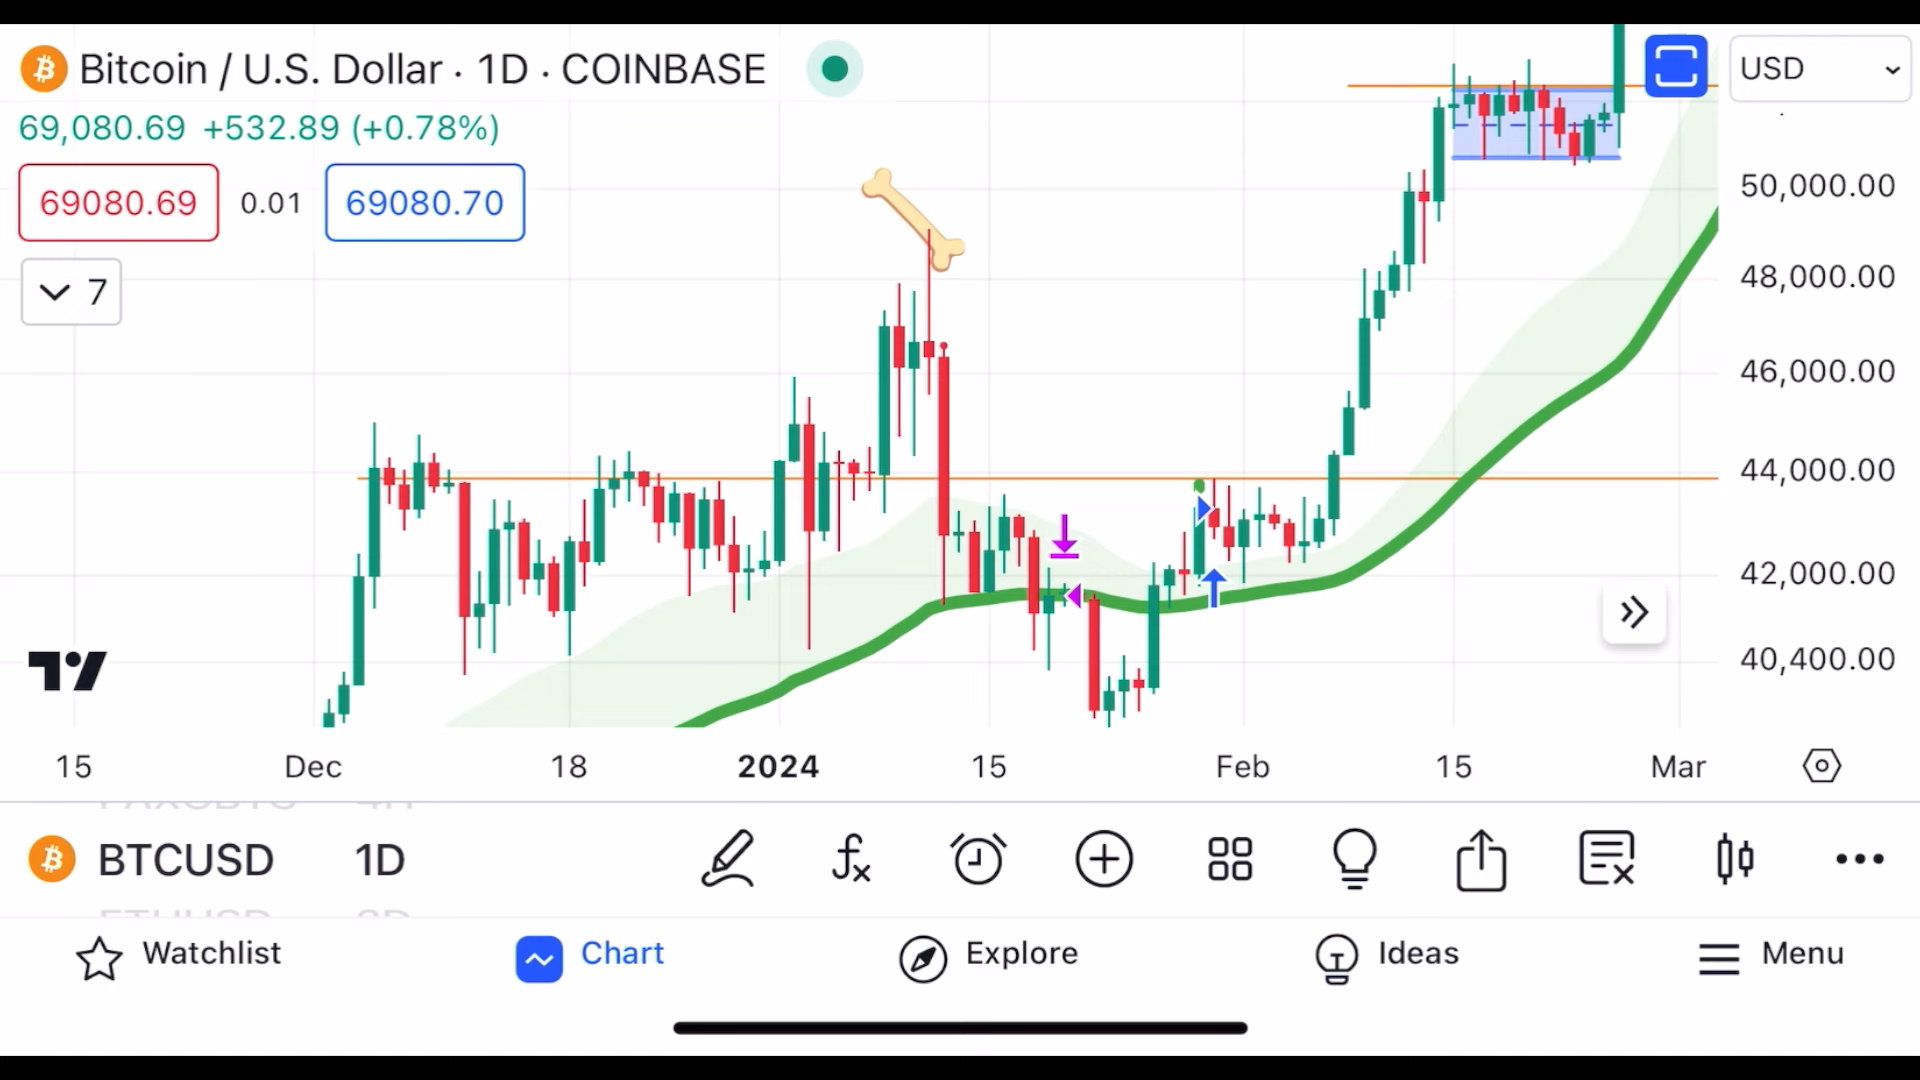 Bitcoin / U.S. Dollar · 1D · COINBASE
USD
69,080.69 +532.89 (+0.78%)
69080.69 0.01 69080.70
7
50,000.00
48,000.00
46,000.00
44,000.00
42,000.00
40,400.00
15 Dec 18 2024 15 Feb 15 Mar
BTCUSD 1D
Watchlist Chart Explore Ideas Menu